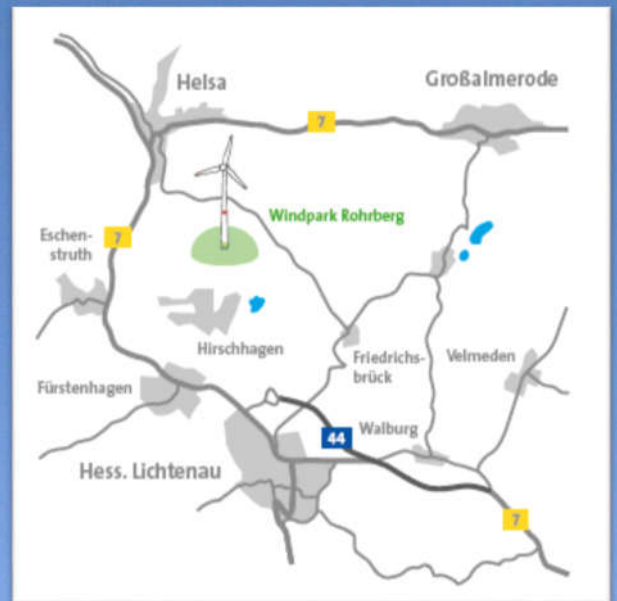 Helsa
Großalmerode
7
Windpark Rohrberg
Eschen-
struth
7
Hirschhagen
Friedrichs-
brück
Velmeden
Fürstenhagen
44
Walburg
Hess. Lichtenau
7